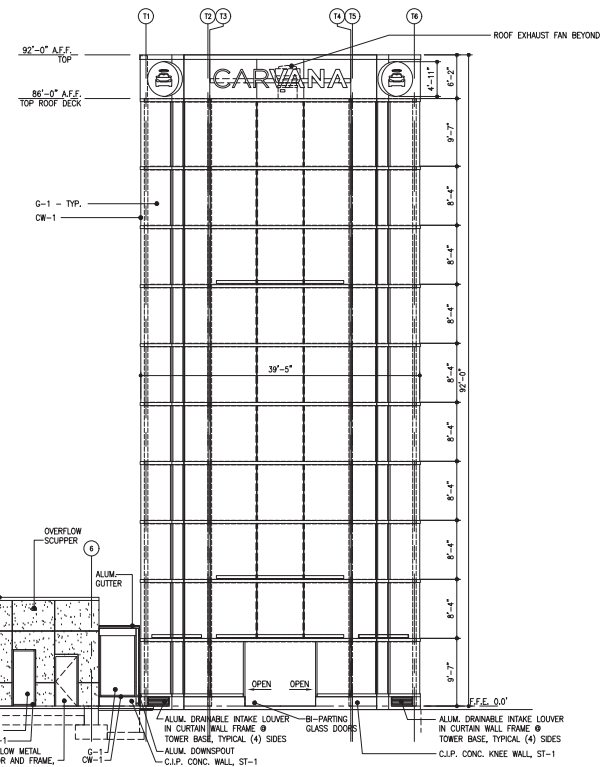 T1 T2 T3 T4 T5 T6
ROOF EXHAUST FAN BEYOND
92'-0" A.F.F.
TOP
CARVANA
4'-11"
6'-2"
86'-0" A.F.F.
TOP ROOF DECK
9'-7"
G-1 - TYP.
CW-1
8'-4"
8'-4"
8'-4"
8'-4"
39'-5"
8'-4"
92'-0"
8'-4"
8'-4"
8'-4"
OVERFLOW
SCUPPER
6
ALUM.
GUTTER
9'-7"
OPEN OPEN
F.F.E. 0.0'
ALUM. DRAINABLE INTAKE LOUVER
IN CURTAIN WALL FRAME @
TOWER BASE, TYPICAL (4) SIDES
BI-PARTING
GLASS DOORS
ALUM. DRAINABLE INTAKE LOUVER
IN CURTAIN WALL FRAME @
TOWER BASE, TYPICAL (4) SIDES
-1
LOW METAL
OR AND FRAME,
G-1
CW-1
ALUM. DOWNSPOUT
C.I.P. CONC. WALL, ST-1
C.I.P. CONC. KNEE WALL, ST-1